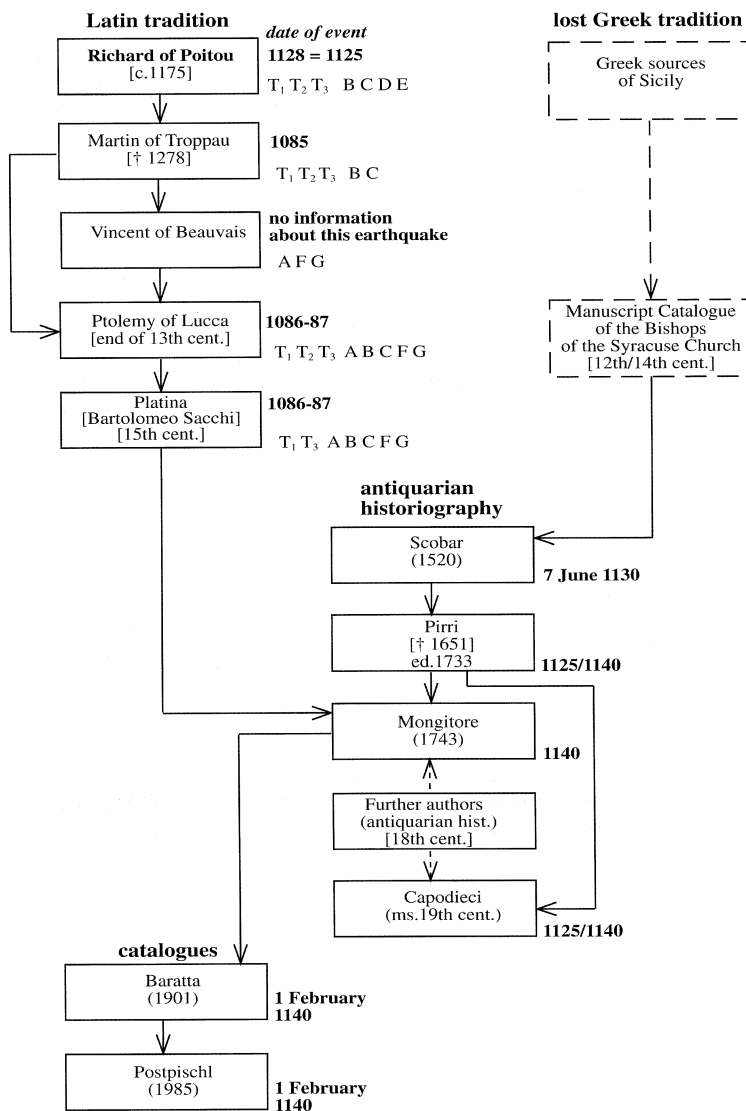 Latin tradition
date of event
Richard of Poitou
[c.1175]
1128 = 1125
T1 T2 T3 B C D E
Martin of Troppau
[† 1278]
1085
T1 T2 T3 B C
Vincent of Beauvais
no information
about this earthquake
A F G
Ptolemy of Lucca
[end of 13th cent.]
1086-87
T1 T2 T3 A B C F G
Platina
[Bartolomeo Sacchi]
[15th cent.]
1086-87
T1 T3 A B C F G
lost Greek tradition
Greek sources
of Sicily
Manuscript Catalogue
of the Bishops
of the Syracuse Church
[12th/14th cent.]
antiquarian
historiography
Scobar
(1520)
7 June 1130
Pirri
[† 1651]
ed.1733
1125/1140
Mongitore
(1743)
1140
Further authors
(antiquarian hist.)
[18th cent.]
Capodieci
(ms.19th cent.)
1125/1140
catalogues
Baratta
(1901)
1 February
1140
Postpischl
(1985)
1 February
1140